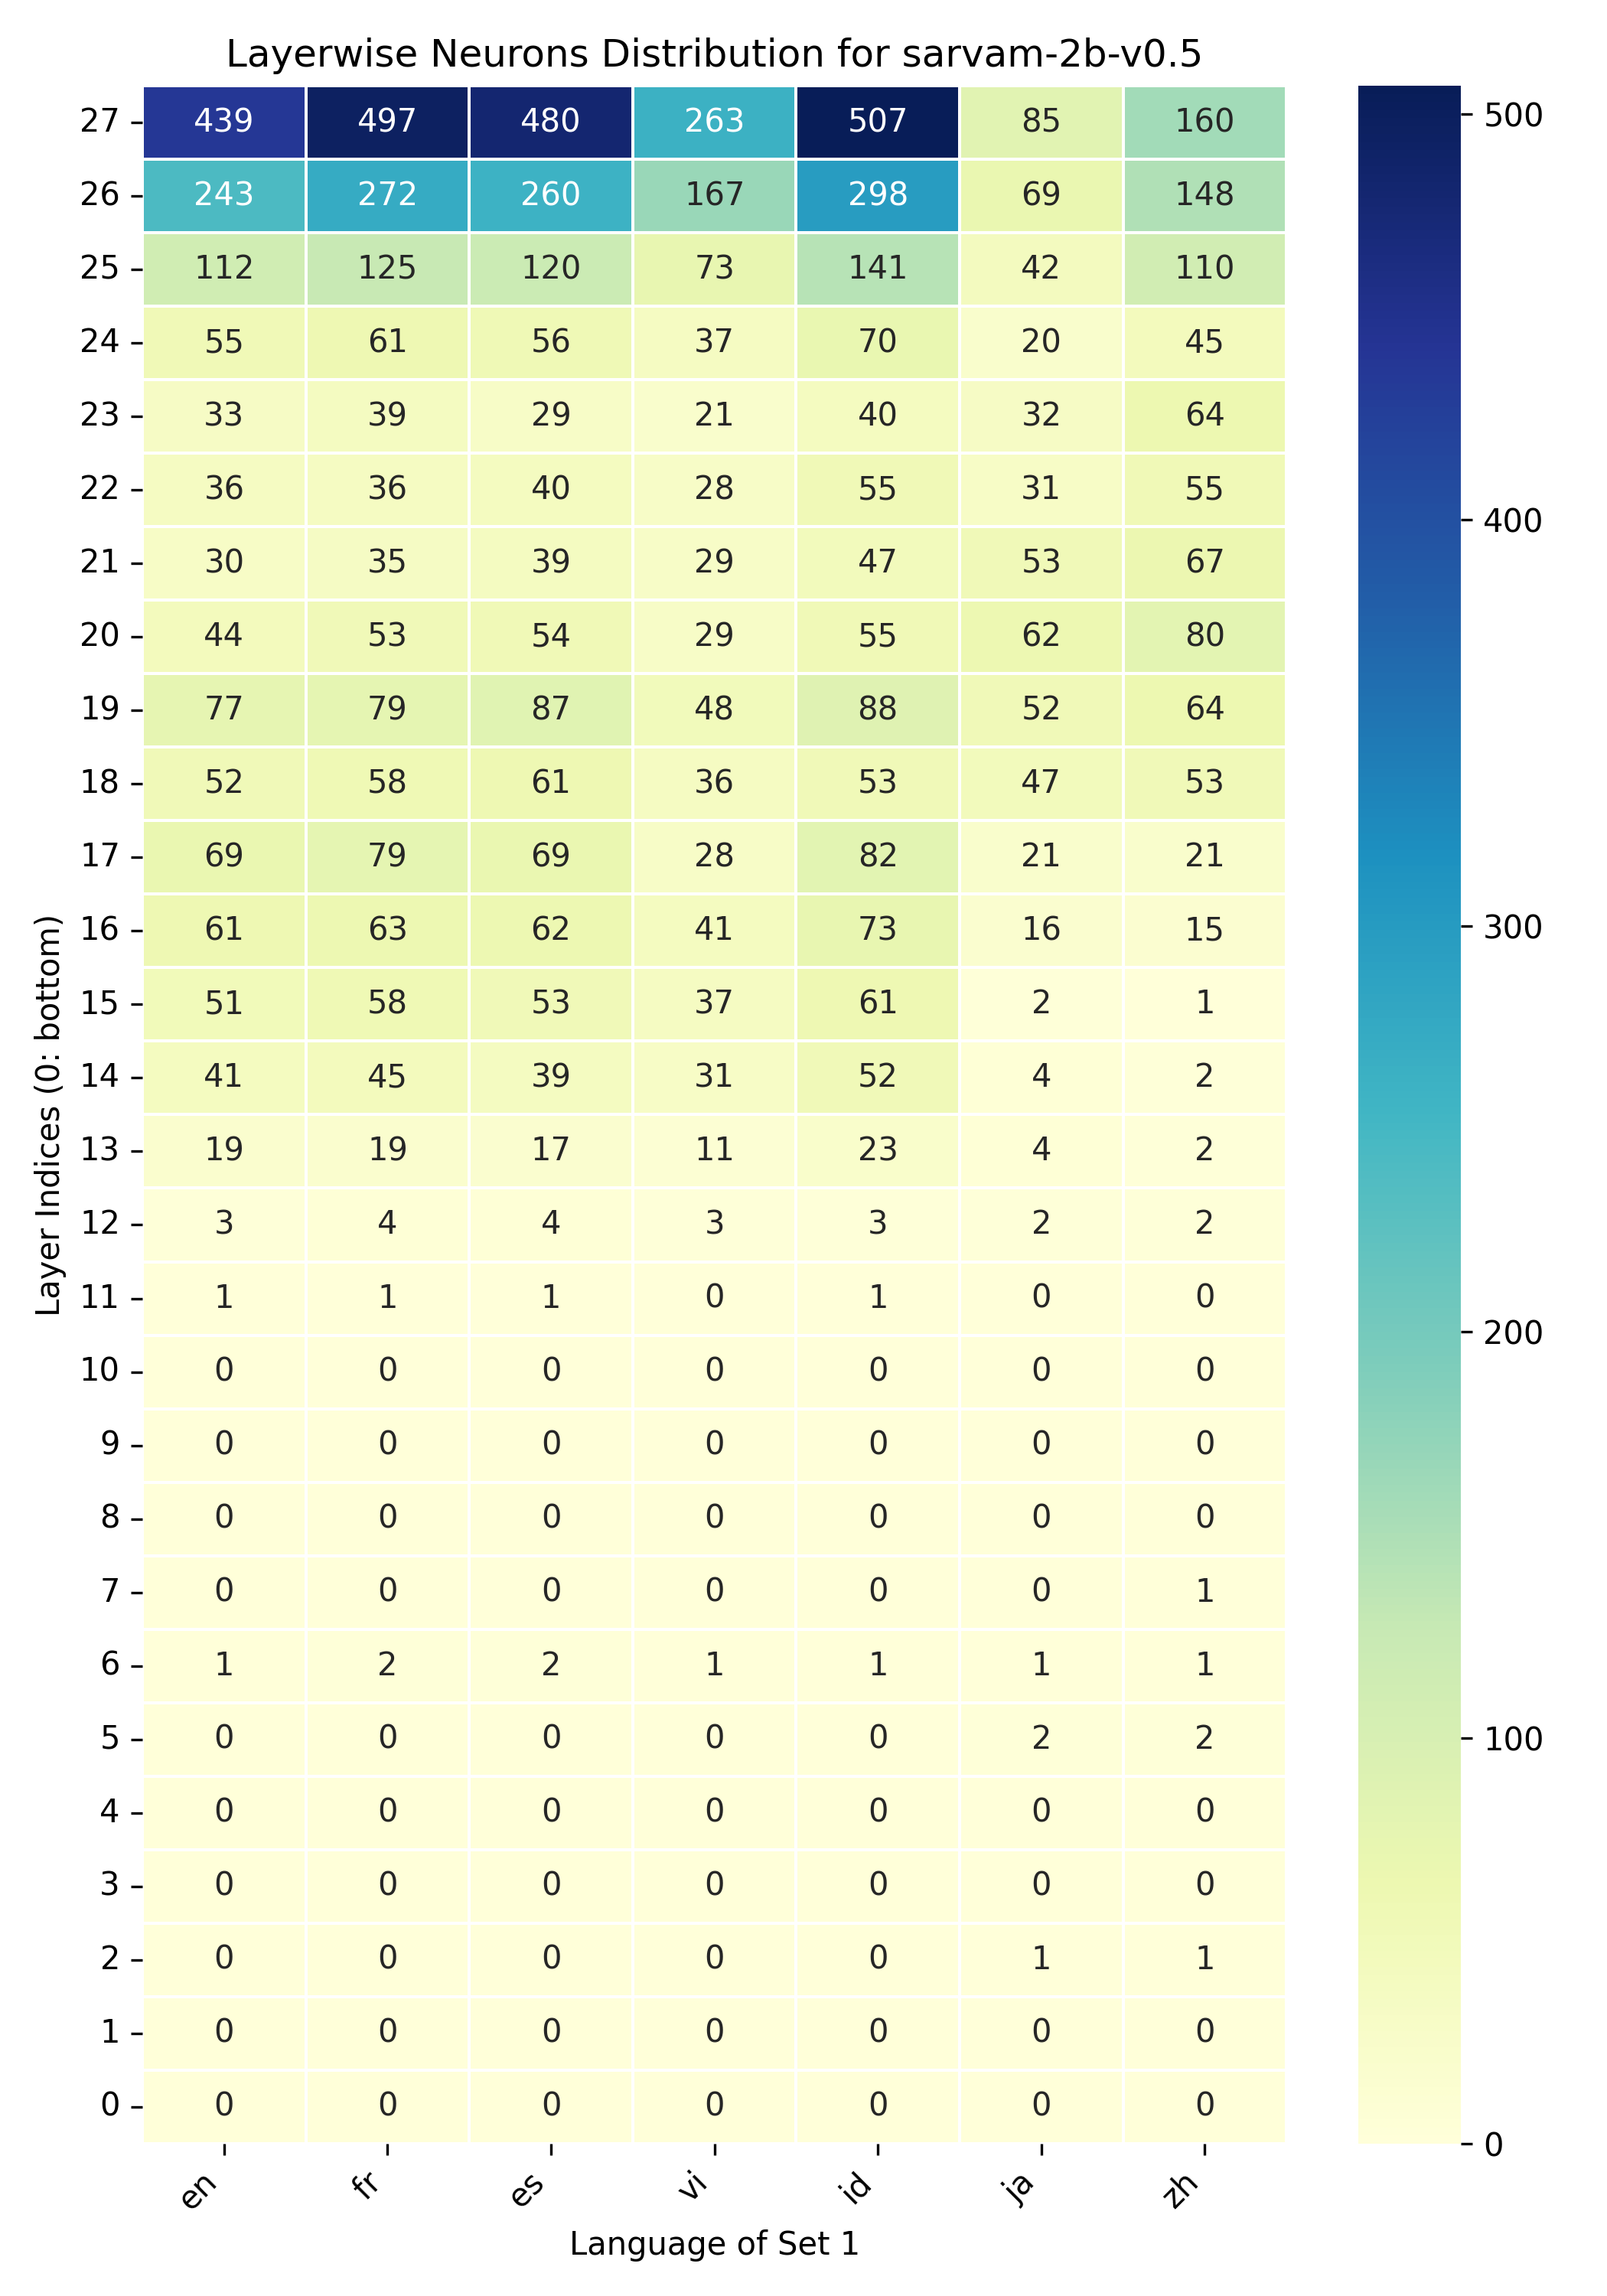 Layerwise Neurons Distribution for sarvam-2b-v0.5
27 439 497 480 263 507 85 160
26 243 272 260 167 298 69 148
25 112 125 120 73 141 42 110
24 55 61 56 37 70 20 45
23 33 39 29 21 40 32 64
22 36 36 40 28 55 31 55
21 30 35 39 29 47 53 67
20 44 53 54 29 55 62 80
19 77 79 87 48 88 52 64
18 52 58 61 36 53 47 53
17 69 79 69 28 82 21 21
16 61 63 62 41 73 16 15
15 51 58 53 37 61 2 1
14 41 45 39 31 52 4 2
13 19 19 17 11 23 4 2
12 3 4 4 3 3 2 2
11 1 1 1 0 1 0 0
10 0 0 0 0 0 0 0
9 0 0 0 0 0 0 0
8 0 0 0 0 0 0 0
7 0 0 0 0 0 0 1
6 1 2 2 1 1 1 1
5 0 0 0 0 0 2 2
4 0 0 0 0 0 0 0
3 0 0 0 0 0 0 0
2 0 0 0 0 0 1 1
1 0 0 0 0 0 0 0
0 0 0 0 0 0 0 0
en fr es vi id ja zh
Language of Set 1
Layer Indices (0: bottom)
500
400
300
200
100
0